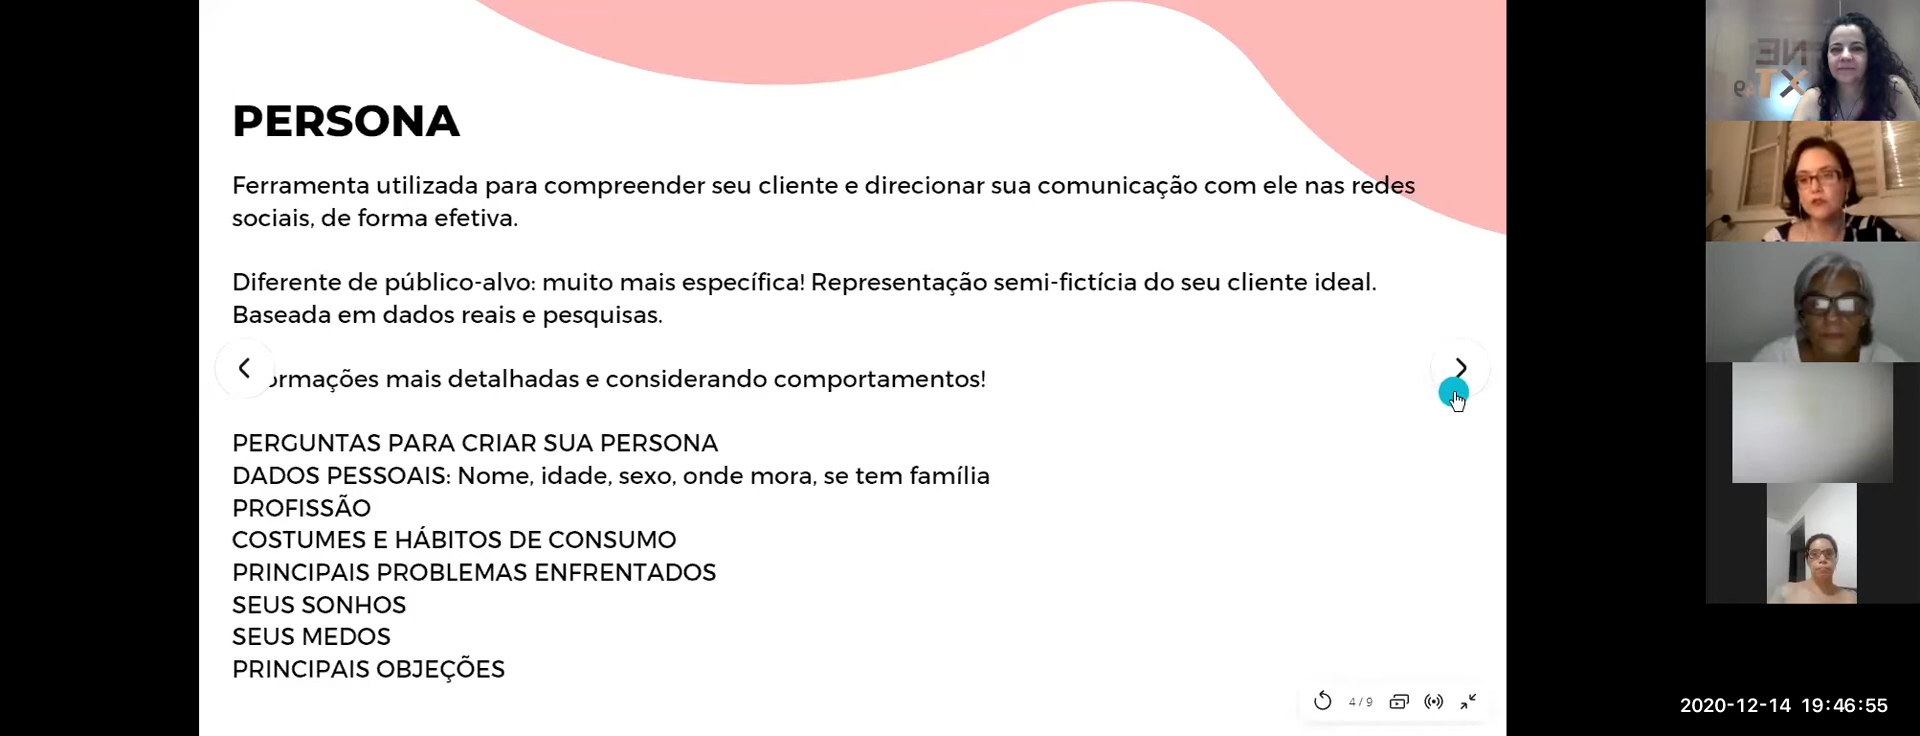 PERSONA
Ferramenta utilizada para compreender seu cliente e direcionar sua comunicação com ele nas redes
sociais, de forma efetiva.
Diferente de público-alvo: muito mais específica! Representação semi-fictícia do seu cliente ideal.
Baseada em dados reais e pesquisas.
ormações mais detalhadas e considerando comportamentos!
PERGUNTAS PARA CRIAR SUA PERSONA
DADOS PESSOAIS: Nome, idade, sexo, onde mora, se tem família
PROFISSÃO
COSTUMES E HÁBITOS DE CONSUMO
PRINCIPAIS PROBLEMAS ENFRENTADOS
SEUS SONHOS
SEUS MEDOS
PRINCIPAIS OBJEÇÕES
4 / 9
NE
XT
2020-12-14 19:46:55